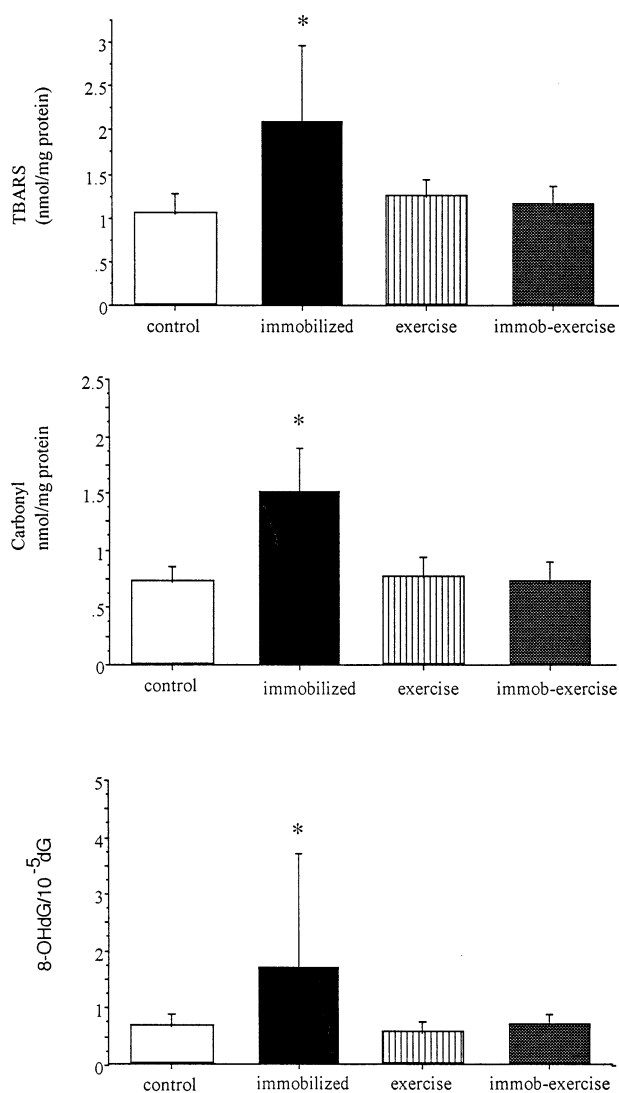 *
3
2.5
2
1.5
1
.5
0
TBARS
(nmol/mg protein)
control immobilized exercise immob-exercise
2.5
2
1.5
1
.5
0
*
Carbonyl
nmol/mg protein
control immobilized exercise immob-exercise
5
4
3
2
1
0
*
8-OHdG/10⁻⁵dG
control immobilized exercise immob-exercise